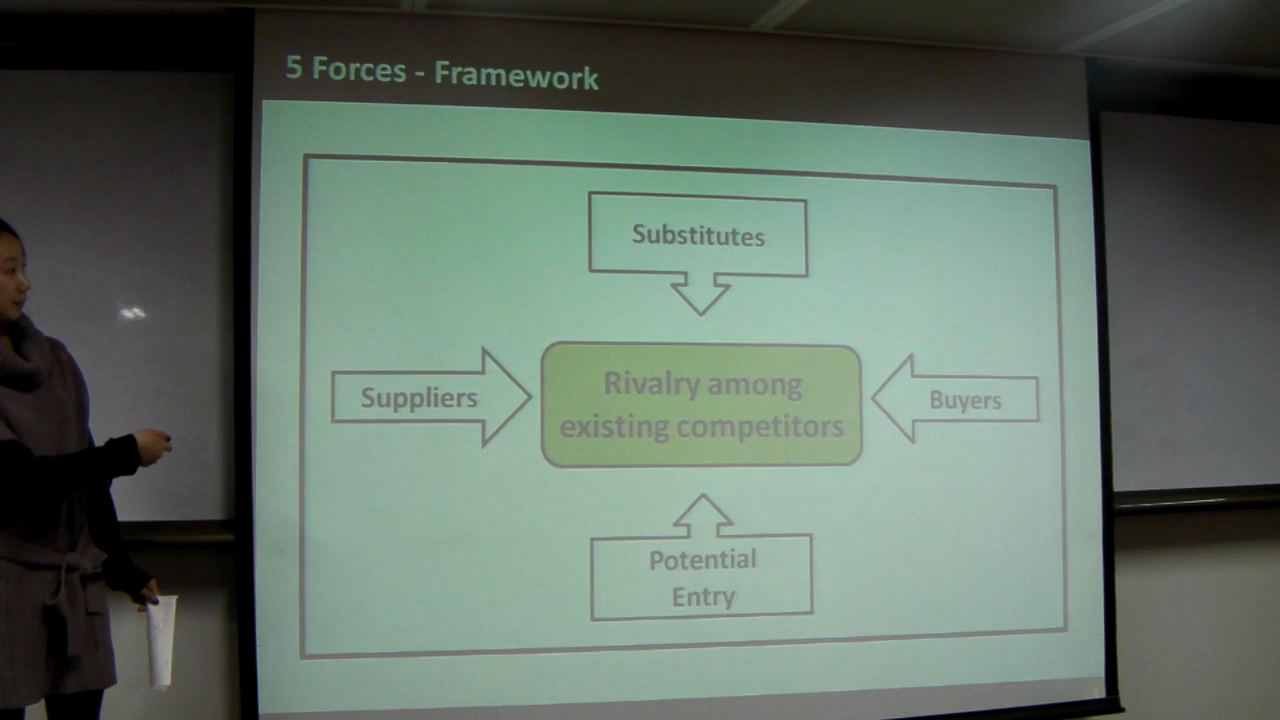 5 Forces - Framework
Substitutes
Suppliers
Rivalry among
existing competitors
Buyers
Potential
Entry